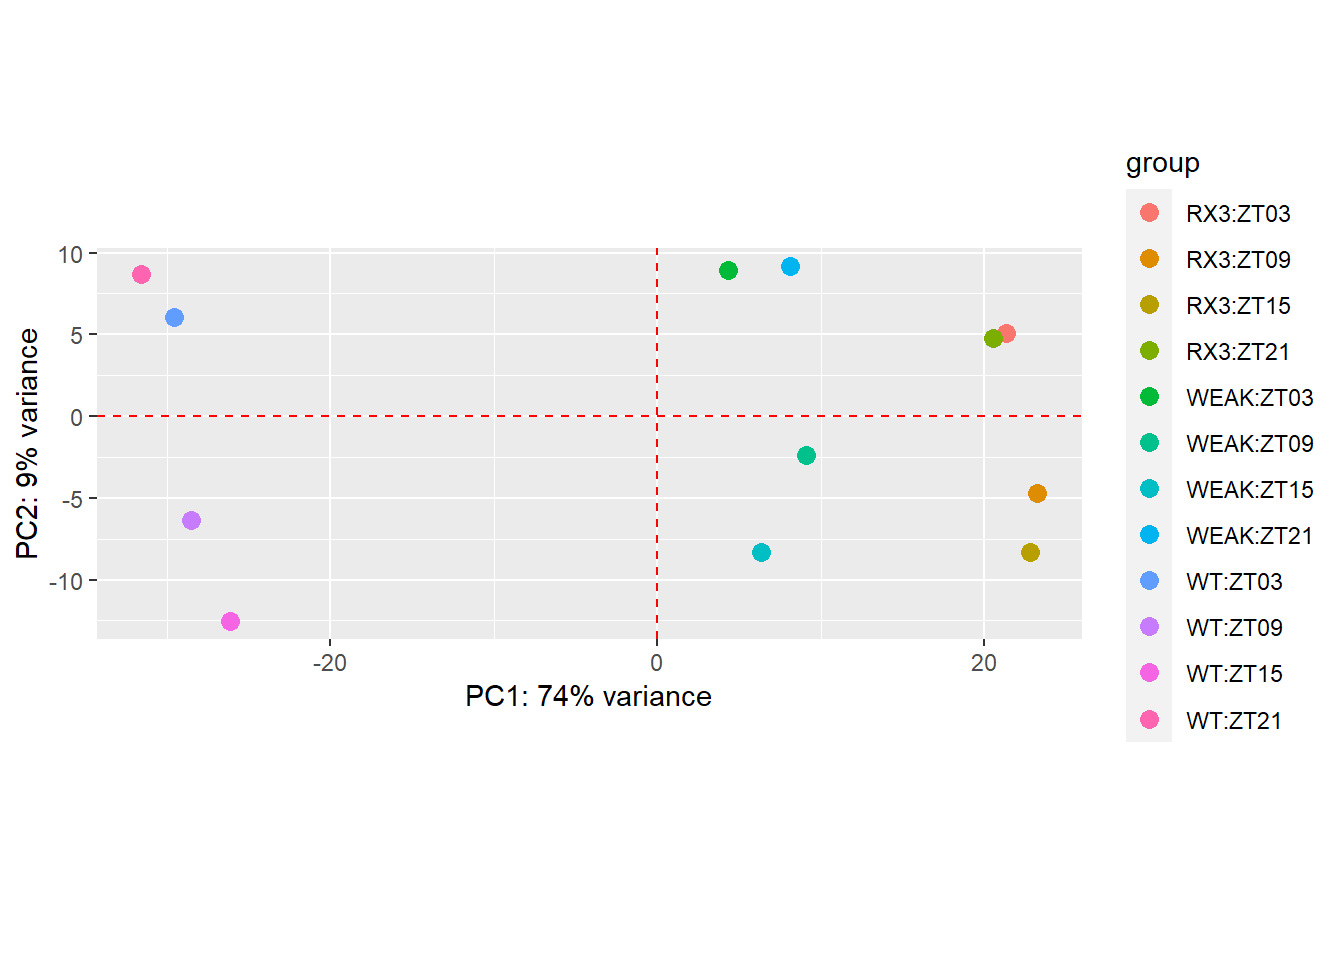 group
RX3:ZT03
RX3:ZT09
RX3:ZT15
RX3:ZT21
WEAK:ZT03
WEAK:ZT09
WEAK:ZT15
WEAK:ZT21
WT:ZT03
WT:ZT09
WT:ZT15
WT:ZT21
PC2: 9% variance
10
5
0
-5
-10
-20
0
20
PC1: 74% variance